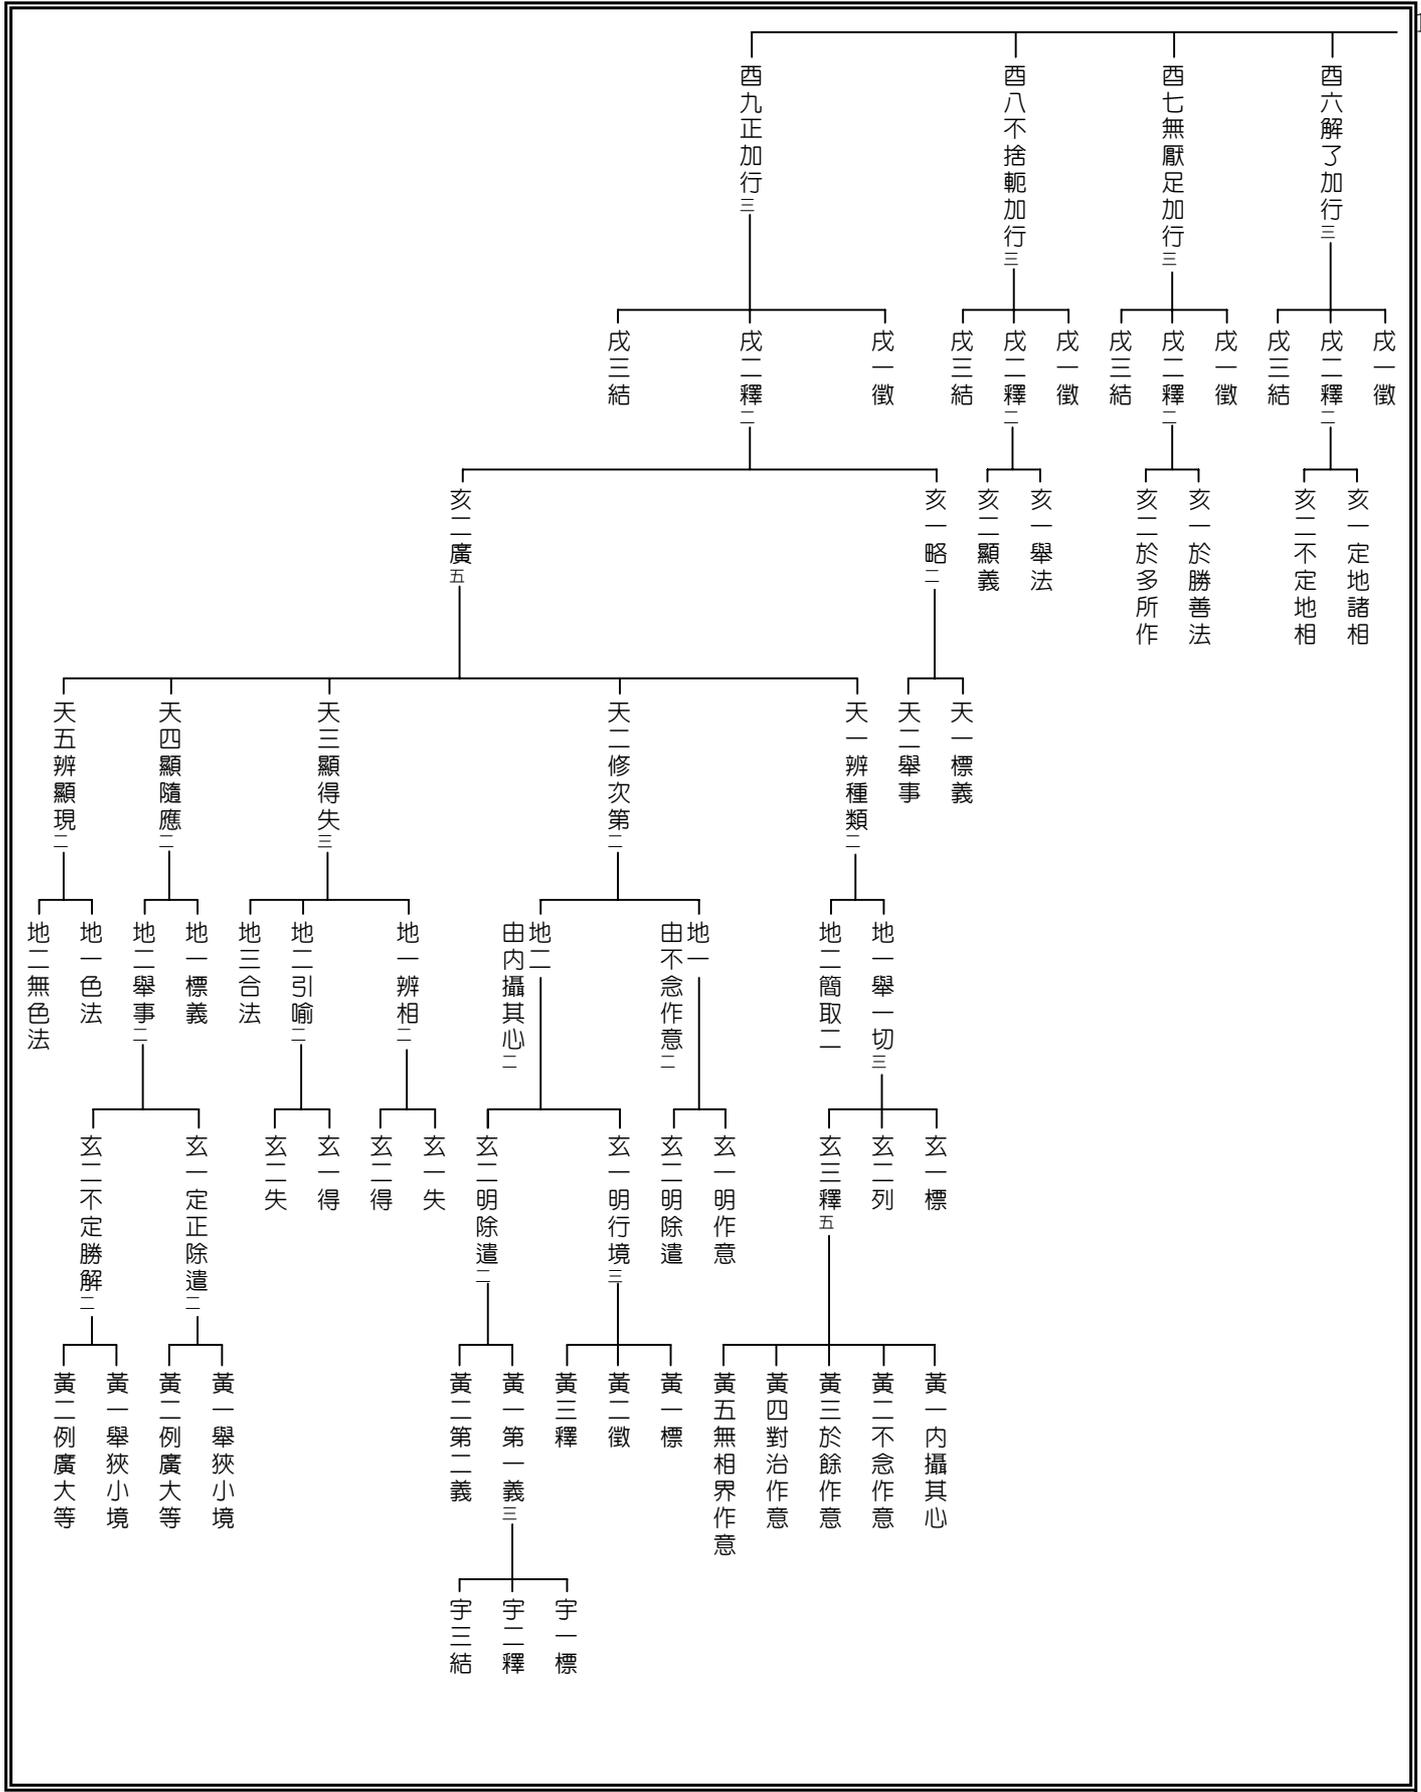 酉六解了加行三
酉七無厭足加行三
酉八不捨軛加行三
酉九正加行三
戌一徵
戌二釋二
戌三結
戌一徵
戌二釋二
戌三結
戌一徵
戌二釋二
戌三結
戌一徵
戌二釋二
戌三結
亥一定地諸相
亥二不定地相
亥一於勝善法
亥二於多所作
亥一舉法
亥二顯義
亥一略二
亥二廣五
天一標義
天二舉事
天一辨種類二
天二修次第二
天三顯得失三
天四顯隨應二
天五辨顯現二
地一舉一切三
地二簡取二
地一
由不念作意二
地二
由内攝其心二
地一辨相二
地二引喻二
地三合法
地一標義
地二舉事二
地一色法
地二無色法
玄一標
玄二列
玄三釋五
玄一明作意
玄二明除遣
玄一明行境三
玄二明除遣二
玄一失
玄二得
玄一得
玄二失
玄一定正除遣二
玄二不定勝解二
黃一内攝其心
黃二不念作意
黃三於餘作意
黃四對治作意
黃五無相界作意
黃一標
黃二徵
黃三釋
黃一第一義三
黃二第二義
黃一舉狹小境
黃二例廣大等
黃一舉狹小境
黃二例廣大等
宇一標
宇二釋
宇三結